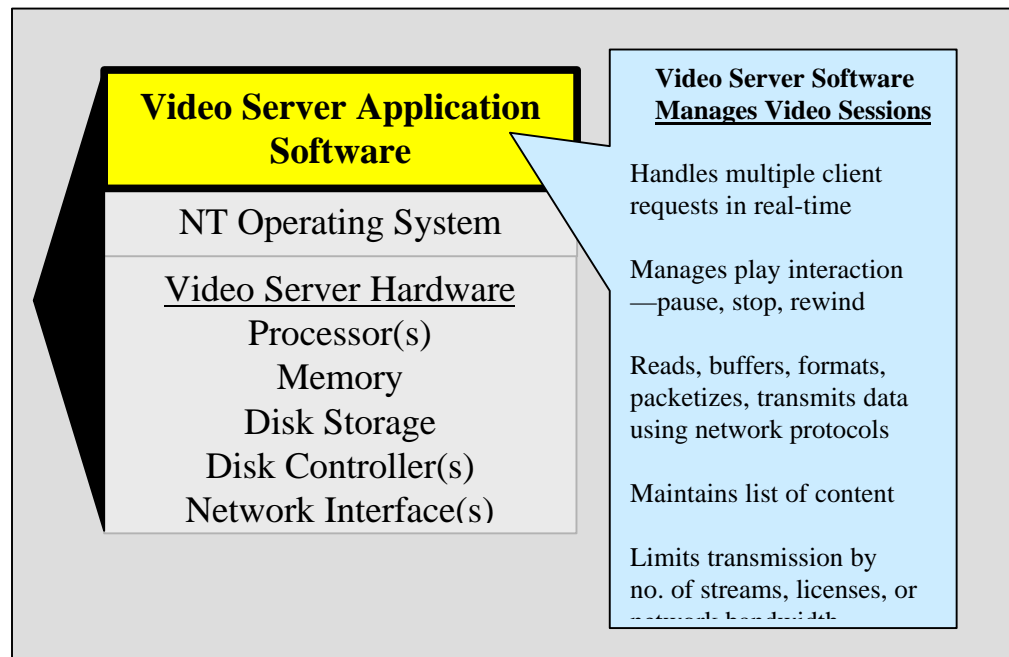 Video Server Application
Software
NT Operating System
Video Server Hardware
Processor(s)
Memory
Disk Storage
Disk Controller(s)
Network Interface(s)
Video Server Software
Manages Video Sessions
Handles multiple client
requests in real-time
Manages play interaction
—pause, stop, rewind
Reads, buffers, formats,
packetizes, transmits data
using network protocols
Maintains list of content
Limits transmission by
no. of streams, licenses, or
network bandwidth